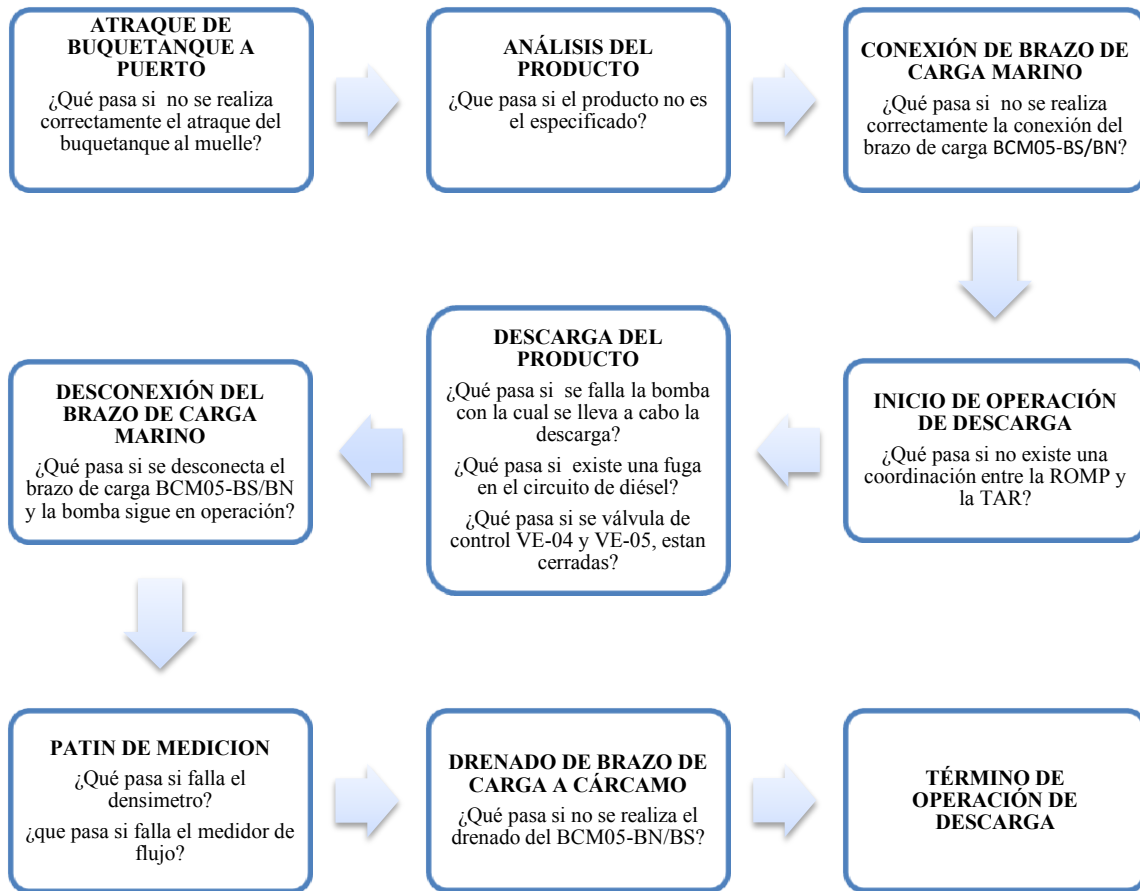 ATRAQUE DE
BUQUETANQUE A
PUERTO
¿Qué pasa si  no se realiza
correctamente el atraque del
buquetanque al muelle?
ANÁLISIS DEL
PRODUCTO
¿Que pasa si el producto no es
el especificado?
CONEXIÓN DE BRAZO DE
CARGA MARINO
¿Qué pasa si  no se realiza
correctamente la conexión del
brazo de carga BCM05-BS/BN?
INICIO DE OPERACIÓN
DE DESCARGA
¿Qué pasa si no existe una
coordinación entre la ROMP y
la TAR?
DESCARGA DEL
PRODUCTO
¿Qué pasa si  se falla la bomba
con la cual se lleva a cabo la
descarga?
¿Qué pasa si  existe una fuga
en el circuito de diésel?
¿Qué pasa si se válvula de
control VE-04 y VE-05, estan
cerradas?
DESCONEXIÓN DEL
BRAZO DE CARGA
MARINO
¿Qué pasa si se desconecta el
brazo de carga BCM05-BS/BN
y la bomba sigue en operación?
PATIN DE MEDICION
¿Qué pasa si falla el
densimetro?
¿que pasa si falla el medidor de
flujo?
DRENADO DE BRAZO DE
CARGA A CÁRCAMO
¿Qué pasa si no se realiza el
drenado del BCM05-BN/BS?
TÉRMINO DE
OPERACIÓN DE
DESCARGA